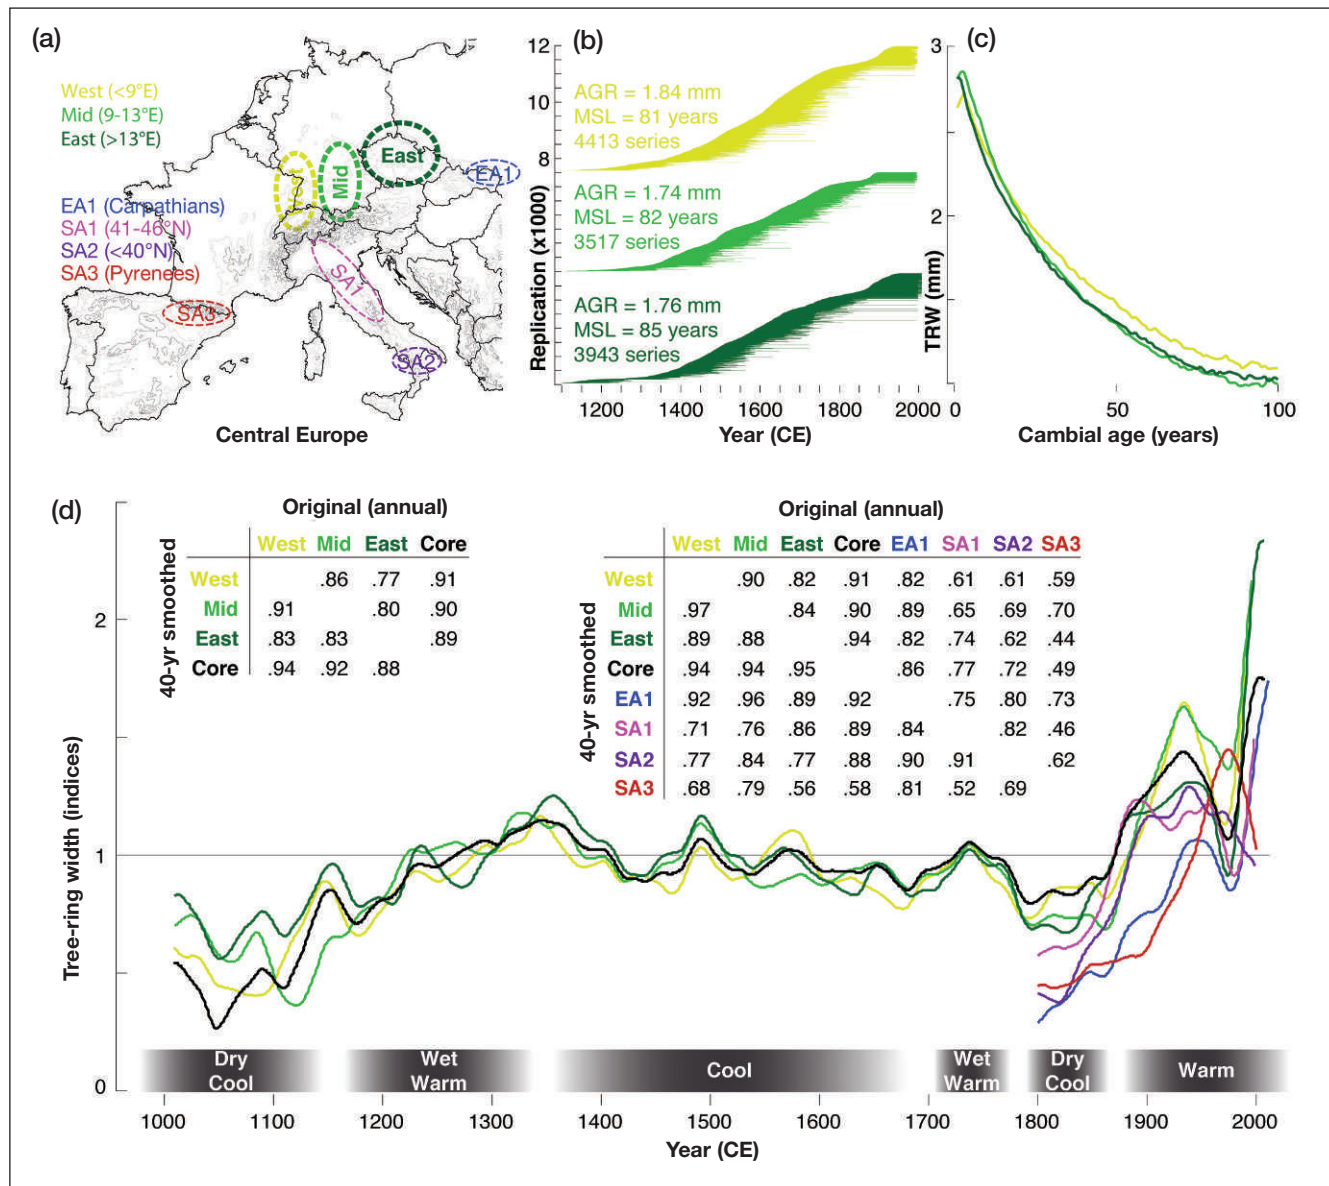 (a)
West (<9°E)
Mid (9-13°E)
East (>13°E)
EA1 (Carpathians)
SA1 (41-46°N)
SA2 (<40°N)
SA3 (Pyrenees)
Mid
East
EA1
SA1
SA2
SA3
Central Europe
(b)
12
10
8
Replication (x1000)
AGR = 1.84 mm
MSL = 81 years
4413 series
AGR = 1.74 mm
MSL = 82 years
3517 series
AGR = 1.76 mm
MSL = 85 years
3943 series
1200 1400 1600 1800 2000
Year (CE)
(c)
3
2
TRW (mm)
0 50 100
Cambial age (years)
(d)
Original (annual)
40-yr smoothed
West Mid East Core
West .86 .77 .91
Mid .91 .80 .90
East .83 .83 .89
Core .94 .92 .88
Original (annual)
40-yr smoothed
West Mid East Core EA1 SA1 SA2 SA3
West .90 .82 .91 .82 .61 .61 .59
Mid .97 .84 .90 .89 .65 .69 .70
East .89 .88 .94 .82 .74 .62 .44
Core .94 .94 .95 .86 .77 .72 .49
EA1 .92 .96 .89 .92 .75 .80 .73
SA1 .71 .76 .86 .89 .84 .82 .46
SA2 .77 .84 .77 .88 .90 .91 .62
SA3 .68 .79 .56 .58 .81 .52 .69
2
1
0
Tree-ring width (indices)
Dry
Cool
Wet
Warm
Cool
Wet
Warm
Dry
Cool
Warm
1000 1100 1200 1300 1400 1500 1600 1700 1800 1900 2000
Year (CE)